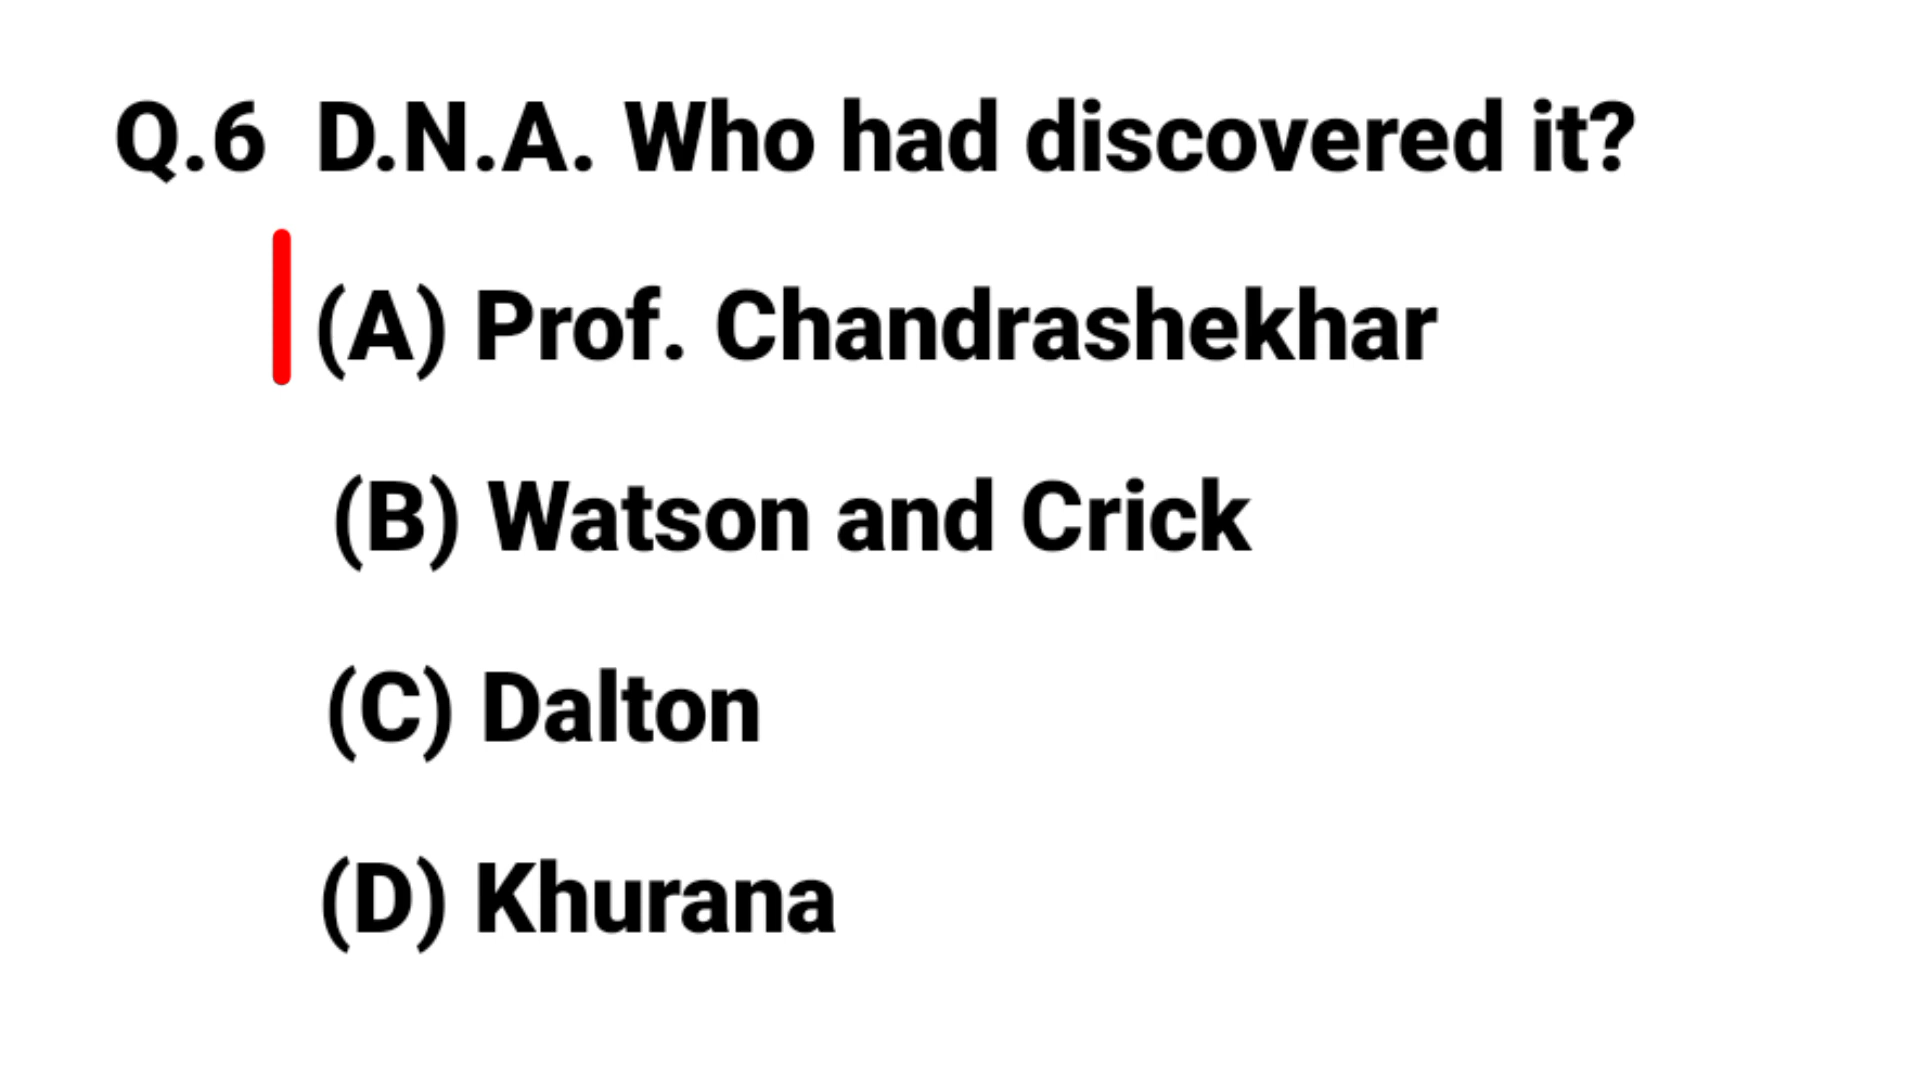 Q.6 D.N.A. Who had discovered it?
(A) Prof. Chandrashekhar
(B) Watson and Crick
(C) Dalton
(D) Khurana